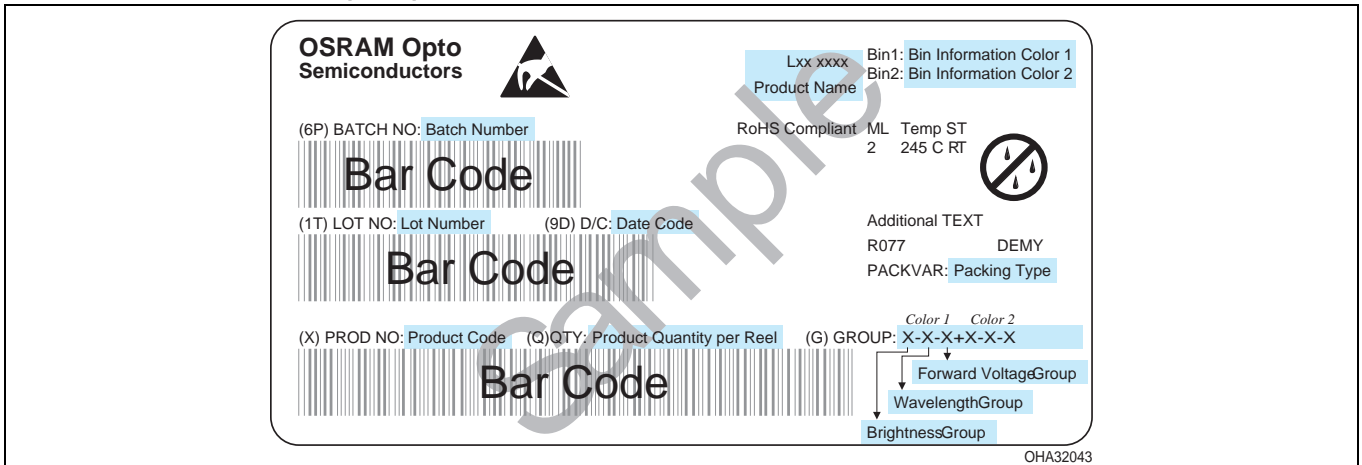 OSRAM Opto
Semiconductors
Lxx xxxx
Product Name
Bin1: Bin Information Color 1
Bin2: Bin Information Color 2
(6P) BATCH NO: Batch Number
RoHS Compliant ML Temp ST
2 245 C RT
Bar Code
(1T) LOT NO: Lot Number (9D) D/C: Date Code
Bar Code
Additional TEXT
R077 DEMY
PACKVAR: Packing Type
Color 1 Color 2
(X) PROD NO: Product Code (Q)QTY: Product Quantity per Reel (G) GROUP: X-X-X+X-X-X
Bar Code
Forward VoltageGroup
WavelengthGroup
BrightnessGroup
Sample
OHA32043